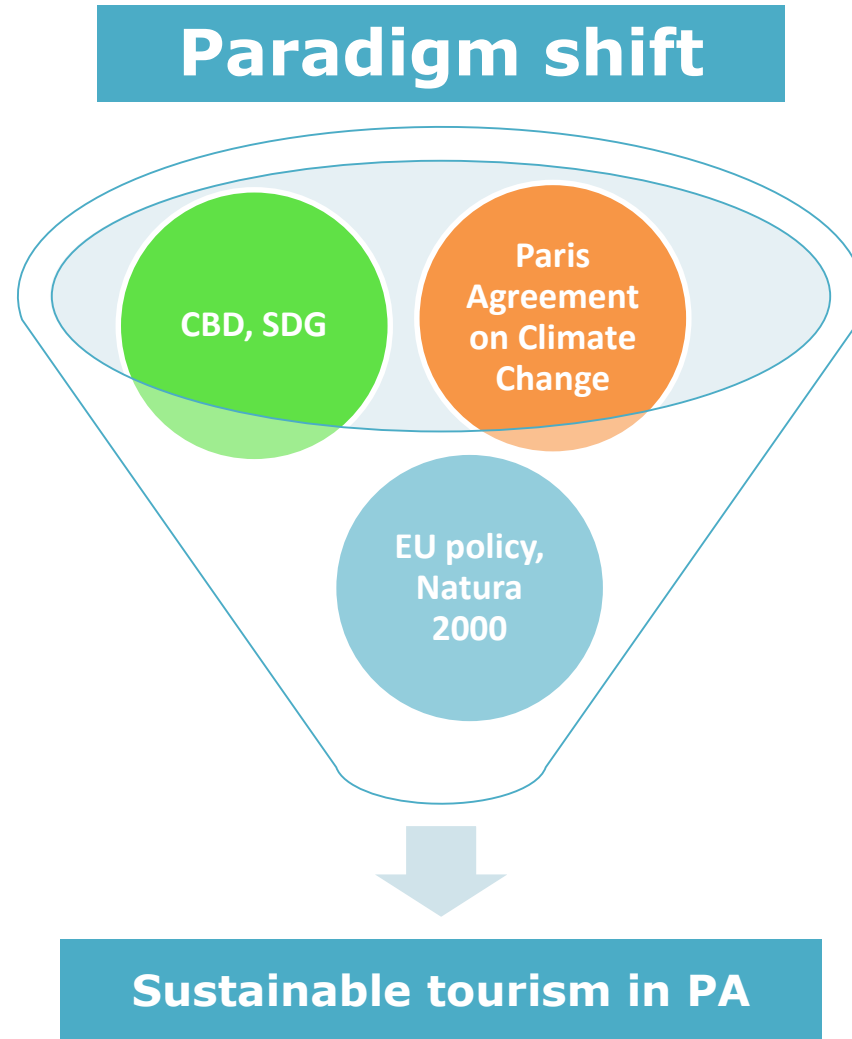 Paradigm shift
CBD, SDG
Paris
Agreement
on Climate
Change
EU policy,
Natura
2000
Sustainable tourism in PA